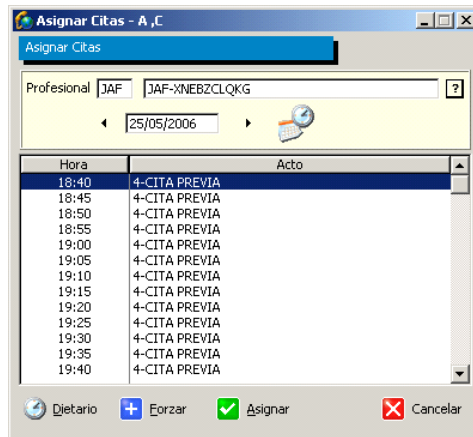 Asignar Citas - A ,C
Asignar Citas
Profesional JAF JAF-XNEBZCLQKG ?
25/05/2006
Hora Acto
18:40 4-CITA PREVIA
18:45 4-CITA PREVIA
18:50 4-CITA PREVIA
18:55 4-CITA PREVIA
19:00 4-CITA PREVIA
19:05 4-CITA PREVIA
19:10 4-CITA PREVIA
19:15 4-CITA PREVIA
19:20 4-CITA PREVIA
19:25 4-CITA PREVIA
19:30 4-CITA PREVIA
19:35 4-CITA PREVIA
19:40 4-CITA PREVIA
Dietario Forzar Asignar Cancelar